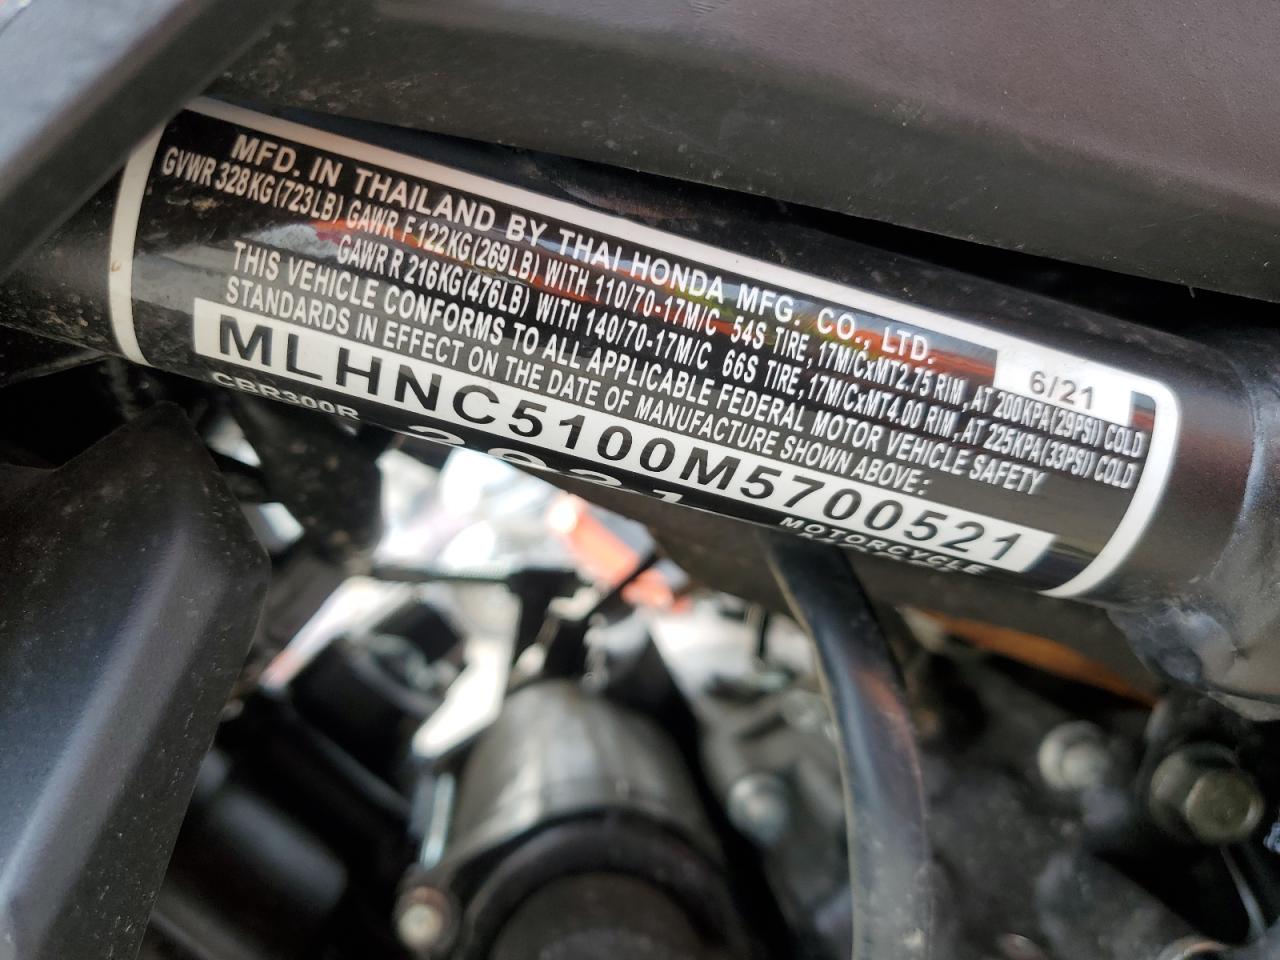 MFD. IN THAILAND BY THAI HONDA MFG. CO., LTD. 6/21
GVWR 328KG(723LB) GAWR F 122KG(269LB) WITH 110/70-17M/C 54S TIRE, 17M/CxMT2.75 RIM, AT 200KPA(29PSI) COLD
GAWR R 216KG(476LB) WITH 140/70-17M/C 66S TIRE, 17M/CxMT4.00 RIM, AT 225KPA(33PSI) COLD
THIS VEHICLE CONFORMS TO ALL APPLICABLE FEDERAL MOTOR VEHICLE SAFETY
STANDARDS IN EFFECT ON THE DATE OF MANUFACTURE SHOWN ABOVE:
MLHNC5100M5700521
CBR300R 2021 MOTORCYCLE